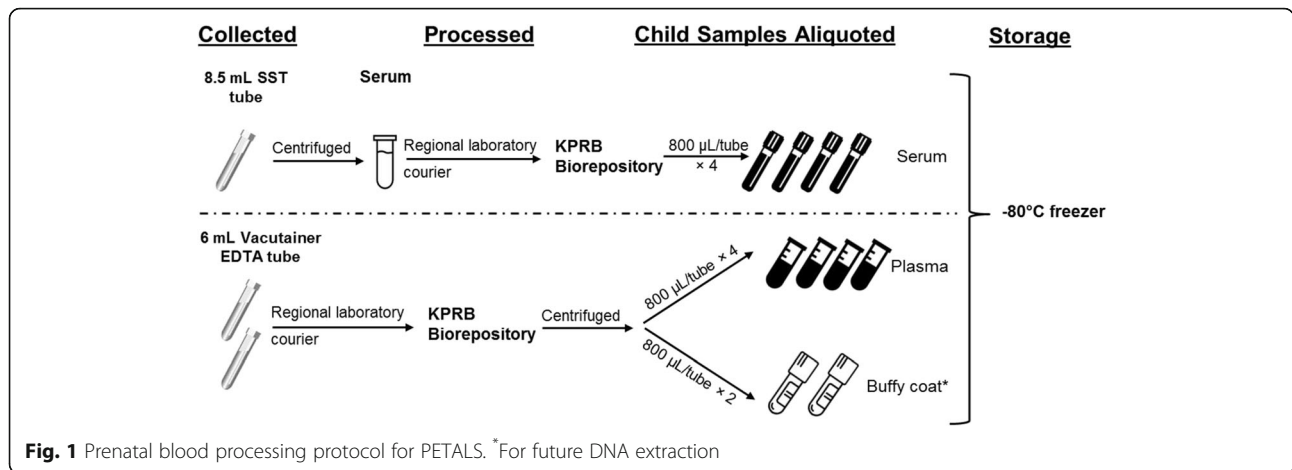 Collected Processed Child Samples Aliquoted Storage
8.5 mL SST
tube
Serum
Centrifuged
Regional laboratory
courier
KPRB
Biorepository
800 µL/tube
× 4
Serum
-80°C freezer
6 mL Vacutainer
EDTA tube
Regional laboratory
courier
KPRB
Biorepository
Centrifuged
800 µL/tube × 4
Plasma
800 µL/tube × 2
Buffy coat*
Fig. 1 Prenatal blood processing protocol for PETALS. *For future DNA extraction